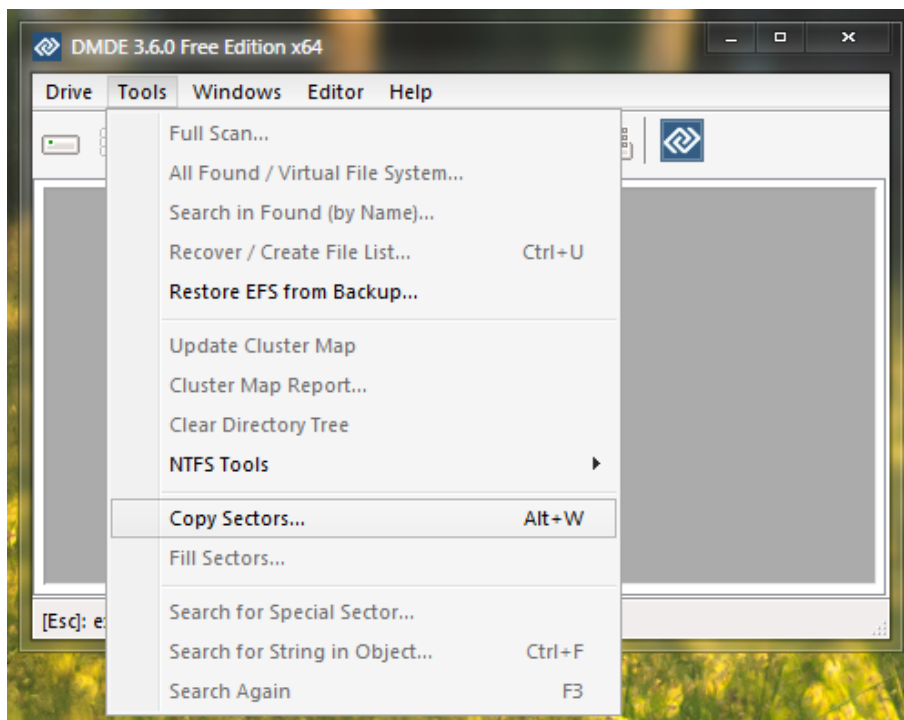 DMDE 3.6.0 Free Edition x64
Drive Tools Windows Editor Help
Full Scan...
All Found / Virtual File System...
Search in Found (by Name)...
Recover / Create File List... Ctrl+U
Restore EFS from Backup...
Update Cluster Map
Cluster Map Report...
Clear Directory Tree
NTFS Tools
Copy Sectors... Alt+W
Fill Sectors...
[Esc]:
Search for Special Sector...
Search for String in Object... Ctrl+F
Search Again F3